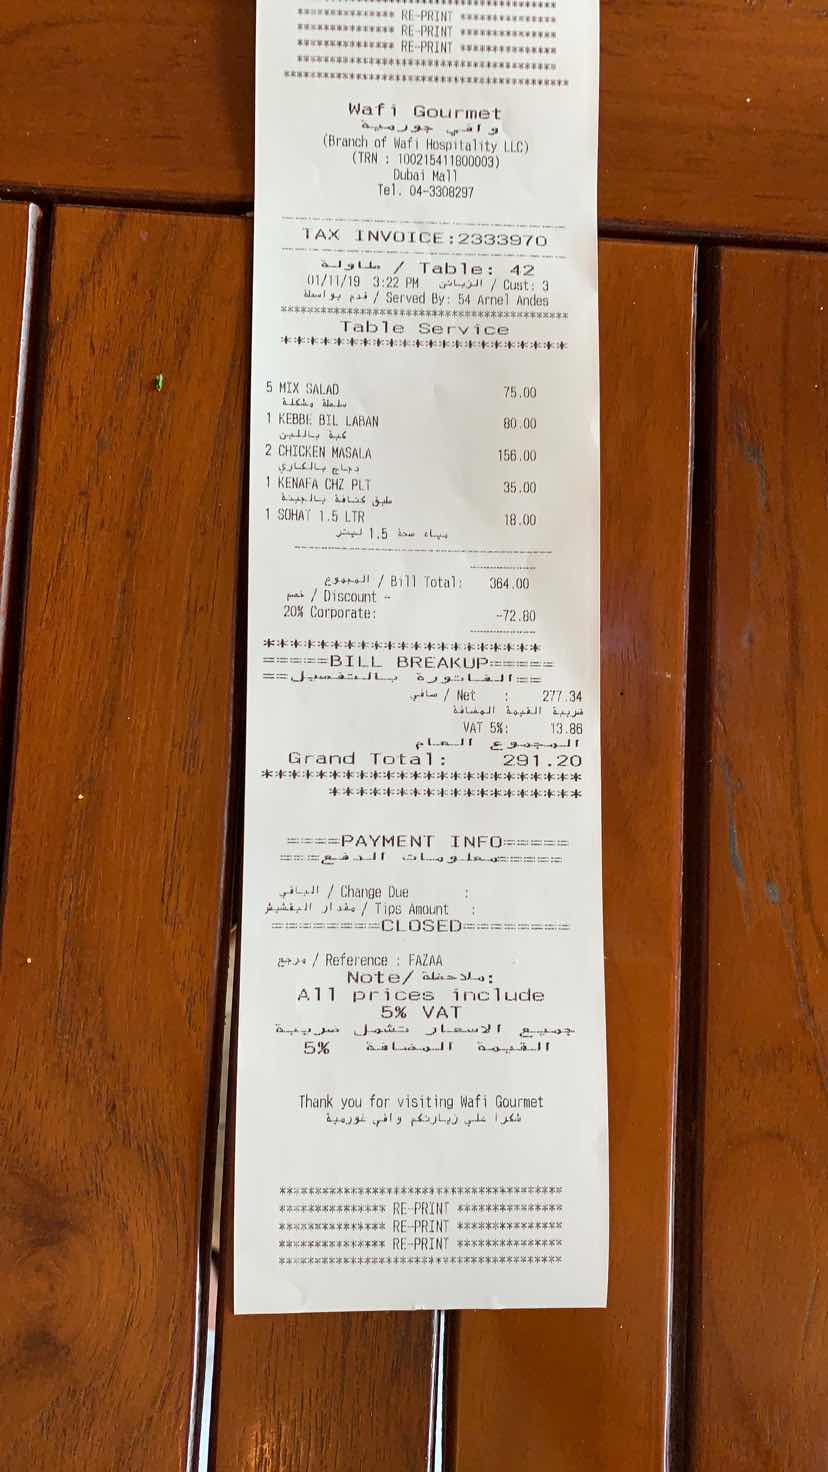 ************************************
*************** RE-PRINT ***************
*************** RE-PRINT ***************
*************** RE-PRINT ***************
************************************
************************************
Wafi Gourmet
وافي جورمية
(Branch of Wafi Hospitality LLC)
(TRN : 100215411800003)
Dubai Mall
Tel. 04-3308297
TAX INVOICE:2333970
طاولة / Table: 42
01/11/19 3:22 PM الزبائن / Cust: 3
قدم بواسطة / Served By: 54 Arnel Andes
************************************
Table Service
************************
5 MIX SALAD 75.00
سلطة مشكلة
1 KEBBE BIL LABAN 80.00
كبة باللبن
2 CHICKEN MASALA 156.00
دجاج بالكاري
1 KENAFA CHZ PLT 35.00
طبق كنافة بالجبنة
1 SOHAT 1.5 LTR 18.00
مياه صحة 1.5 ليتر
المجموع / Bill Total: 364.00
خصم / Discount -
20% Corporate: -72.80
************************
=====BILL BREAKUP=====
==الفاتورة بالتفصيل==
صافي / Net : 277.34
ضريبة القيمة المضافة
VAT 5%: 13.86
المجموع العام
Grand Total: 291.20
***************************
*********************
====PAYMENT INFO=====
===معلومات الدفع=====
الباقي / Change Due :
مقدار البقشيش / Tips Amount :
========CLOSED========
مرجع / Reference : FAZAA
Note/ ملاحظة:
All prices include
5% VAT
جميع الاسعار تشمل ضريبة
القيمة المضافة 5%
Thank you for visiting Wafi Gourmet
شكرا على زيارتكم وافي غورمية
************************************
*************** RE-PRINT ***************
*************** RE-PRINT ***************
*************** RE-PRINT ***************
************************************